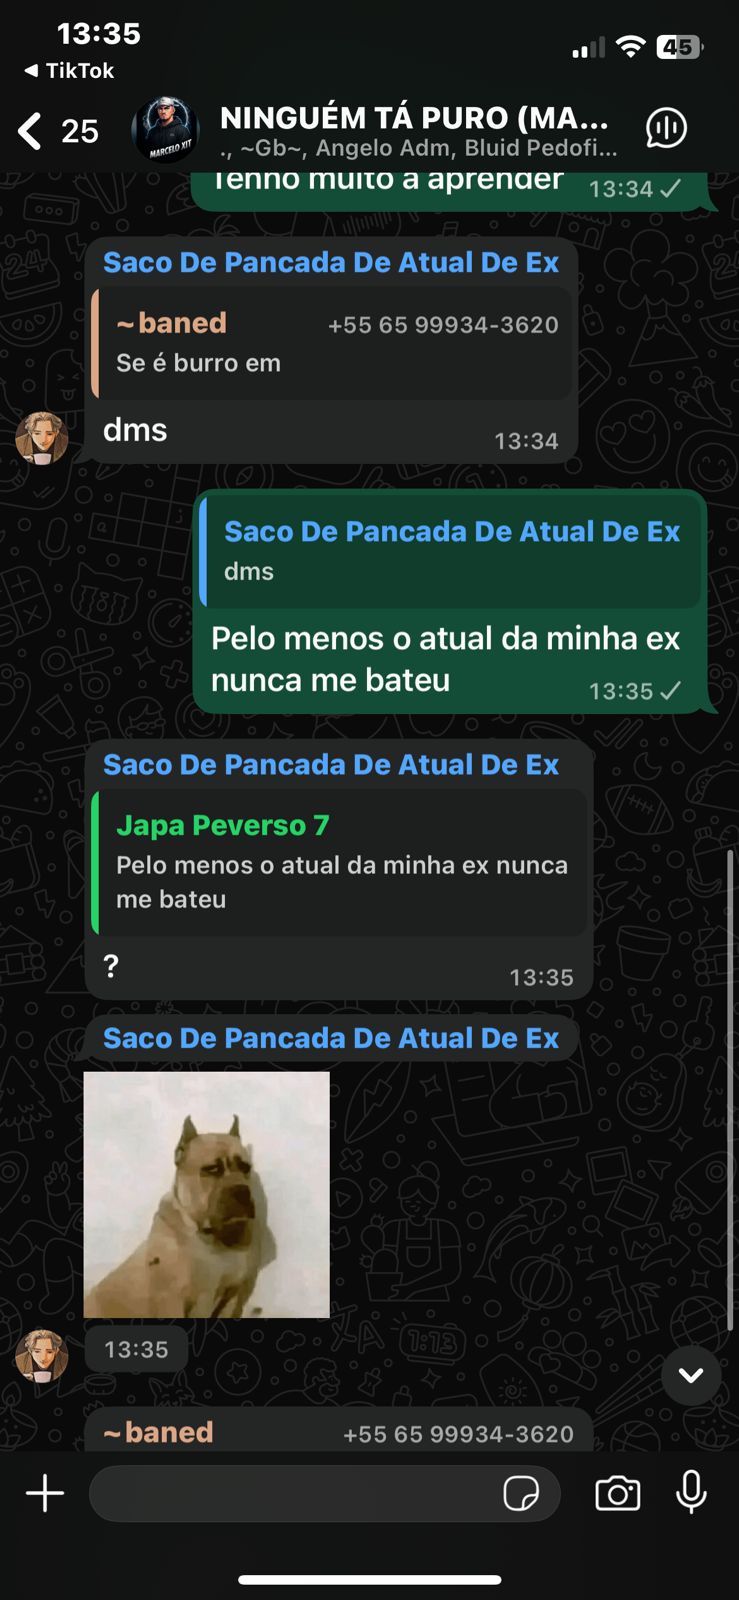 13:35
45
TikTok
25
NINGUÉM TÁ PURO (MA...
., ~Gb~, Angelo Adm, Bluid Pedofi...
MARCELO XIT
Tenho muito a aprender
13:34
Saco De Pancada De Atual De Ex
~baned +55 65 99934-3620
Se é burro em
dms
13:34
Saco De Pancada De Atual De Ex
dms
Pelo menos o atual da minha ex
nunca me bateu
13:35
Saco De Pancada De Atual De Ex
Japa Peverso 7
Pelo menos o atual da minha ex nunca
me bateu
?
13:35
Saco De Pancada De Atual De Ex
13:35
~baned +55 65 99934-3620